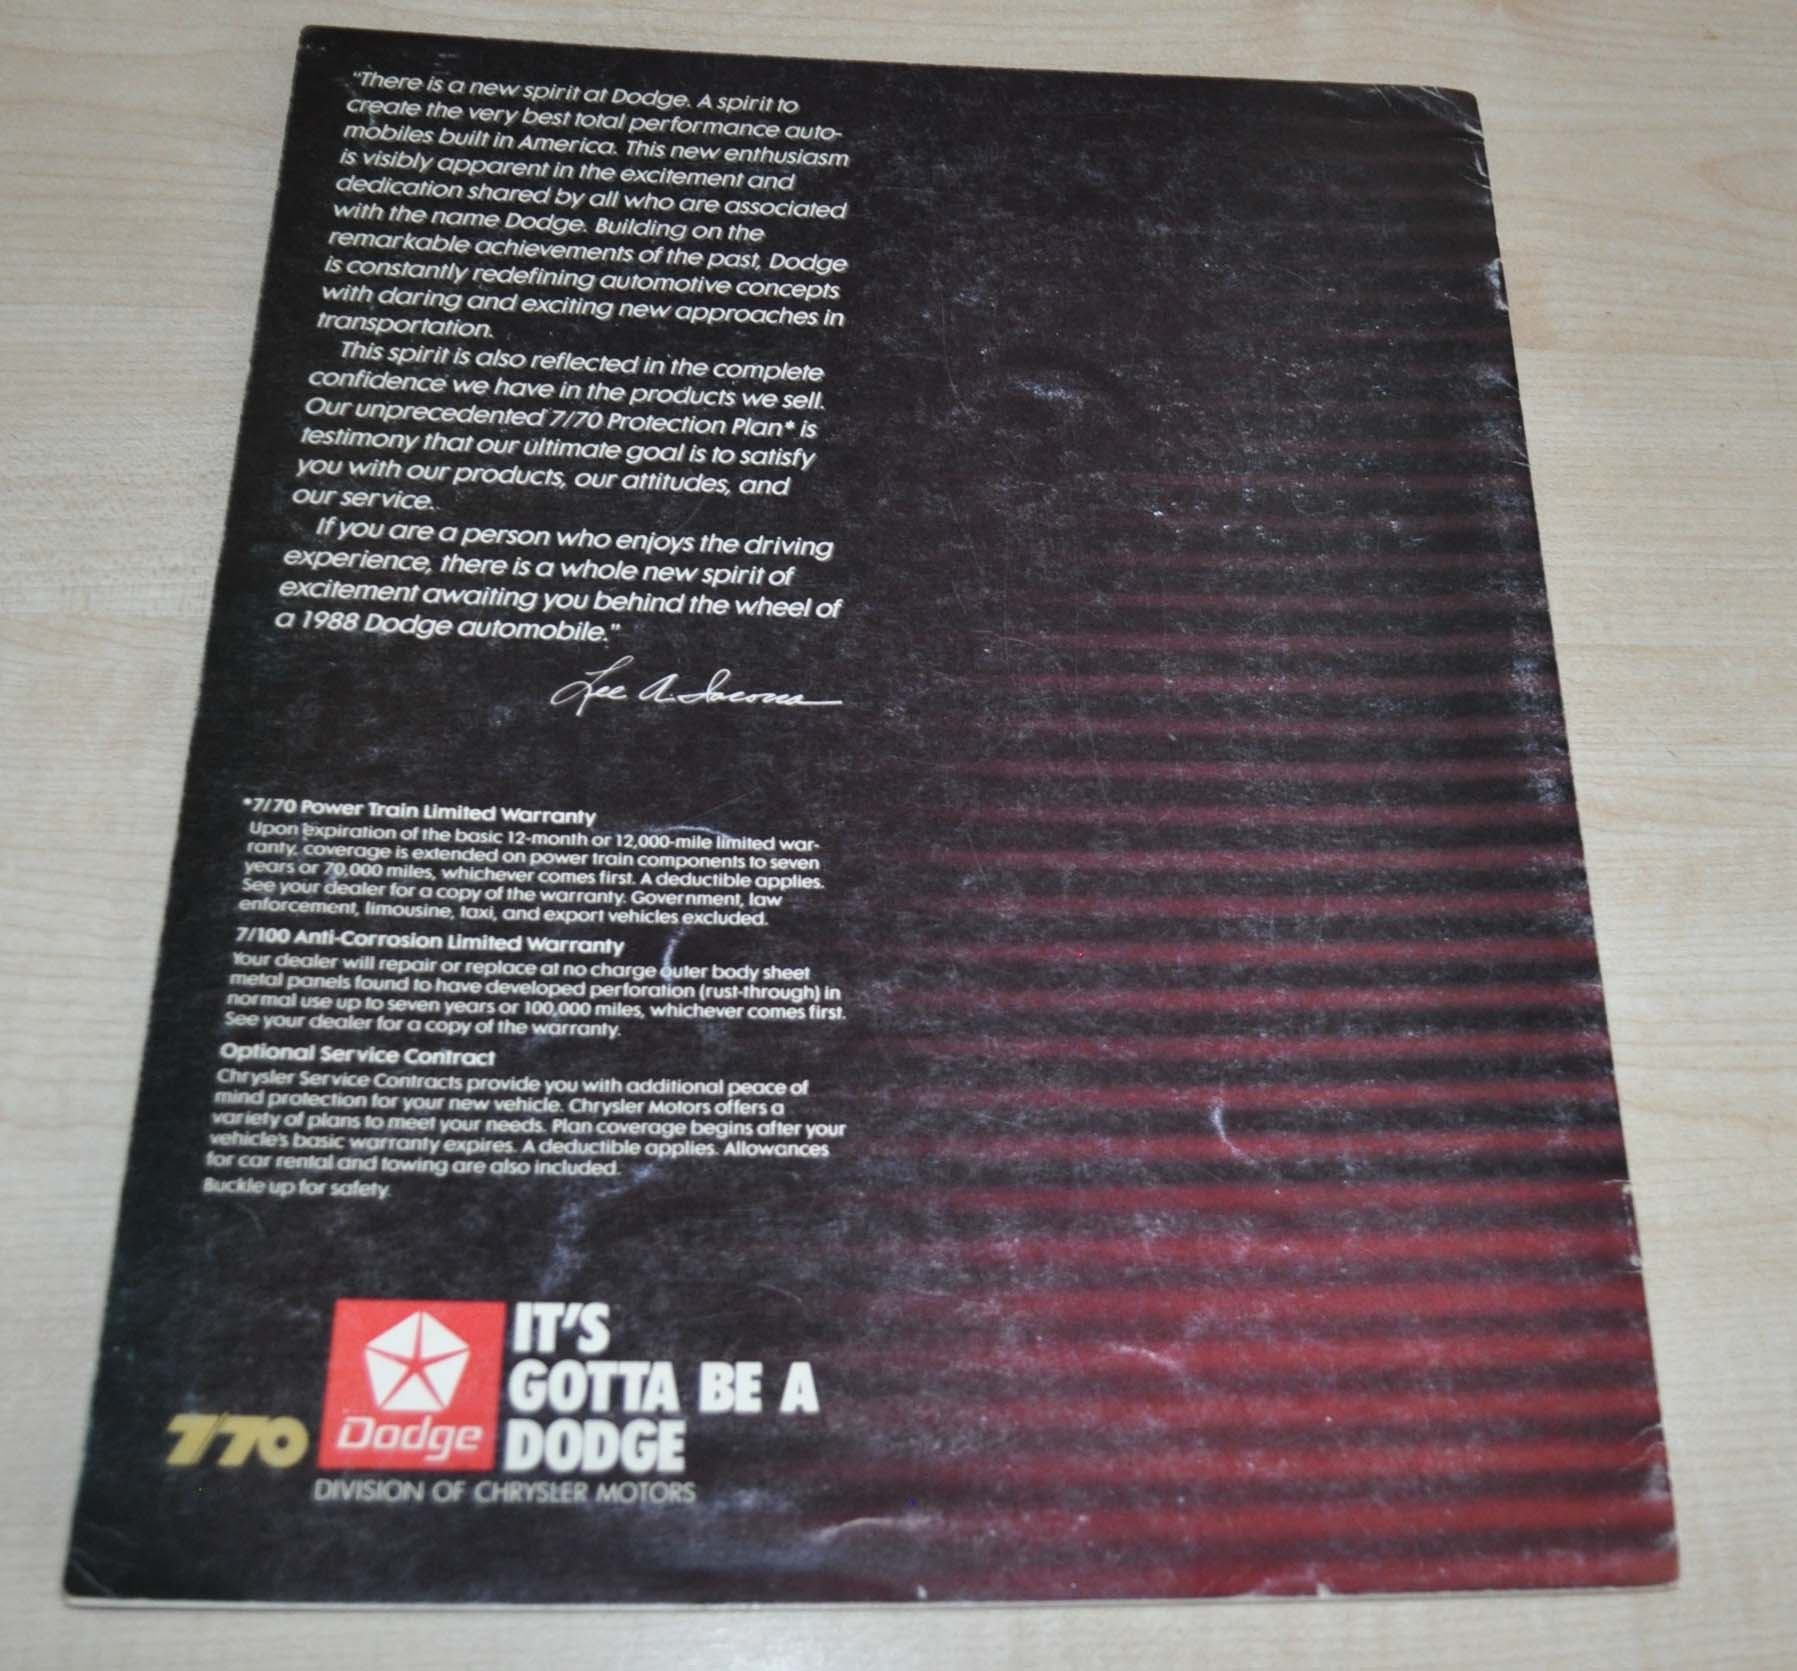 "There is a new spirit at Dodge. A spirit to
create the very best total performance auto-
mobiles built in America. This new enthusiasm
is visibly apparent in the excitement and
dedication shared by all who are associated
with the name Dodge. Building on the
remarkable achievements of the past, Dodge
is constantly redefining automotive concepts
with daring and exciting new approaches in
transportation.
This spirit is also reflected in the complete
confidence we have in the products we sell.
Our unprecedented 7/70 Protection Plan* is
testimony that our ultimate goal is to satisfy
you with our products, our attitudes, and
our service.
If you are a person who enjoys the driving
experience, there is a whole new spirit of
excitement awaiting you behind the wheel of
a 1988 Dodge automobile."
Lee A. Iacocca
*7/70 Power Train Limited Warranty
Upon expiration of the basic 12-month or 12,000-mile limited war-
ranty, coverage is extended on power train components to seven
years or 70,000 miles, whichever comes first. A deductible applies.
See your dealer for a copy of the warranty. Government, law
enforcement, limousine, taxi, and export vehicles excluded.
7/100 Anti-Corrosion Limited Warranty
Your dealer will repair or replace at no charge outer body sheet
metal panels found to have developed perforation (rust-through) in
normal use up to seven years or 100,000 miles, whichever comes first.
See your dealer for a copy of the warranty.
Optional Service Contract
Chrysler Service Contracts provide you with additional peace of
mind protection for your new vehicle. Chrysler Motors offers a
variety of plans to meet your needs. Plan coverage begins after your
vehicle's basic warranty expires. A deductible applies. Allowances
for car rental and towing are also included.
Buckle up for safety.
7/70
Dodge
IT'S
GOTTA BE A
DODGE
DIVISION OF CHRYSLER MOTORS